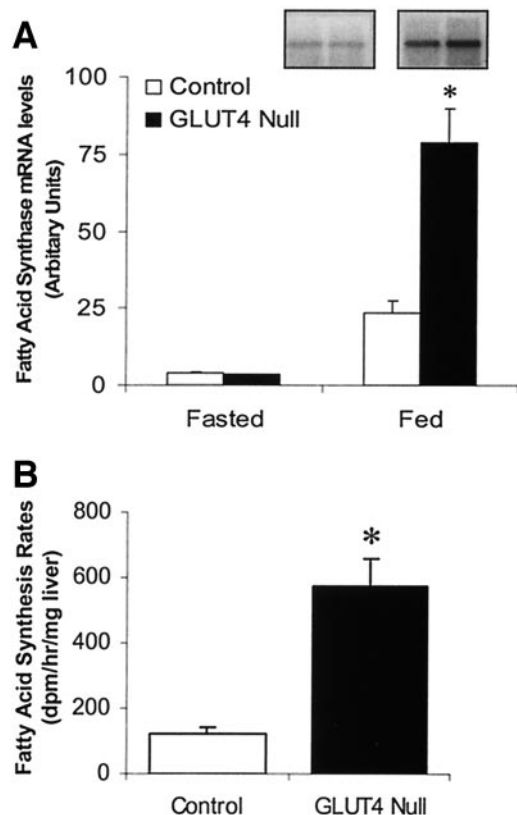 A
Fatty Acid Synthase mRNA levels
(Arbitary Units)
100
75
50
25
0
Control
GLUT4 Null
*
Fasted
Fed
B
Fatty Acid Synthesis Rates
(dpm/hr/mg liver)
800
600
400
200
0
*
Control
GLUT4 Null